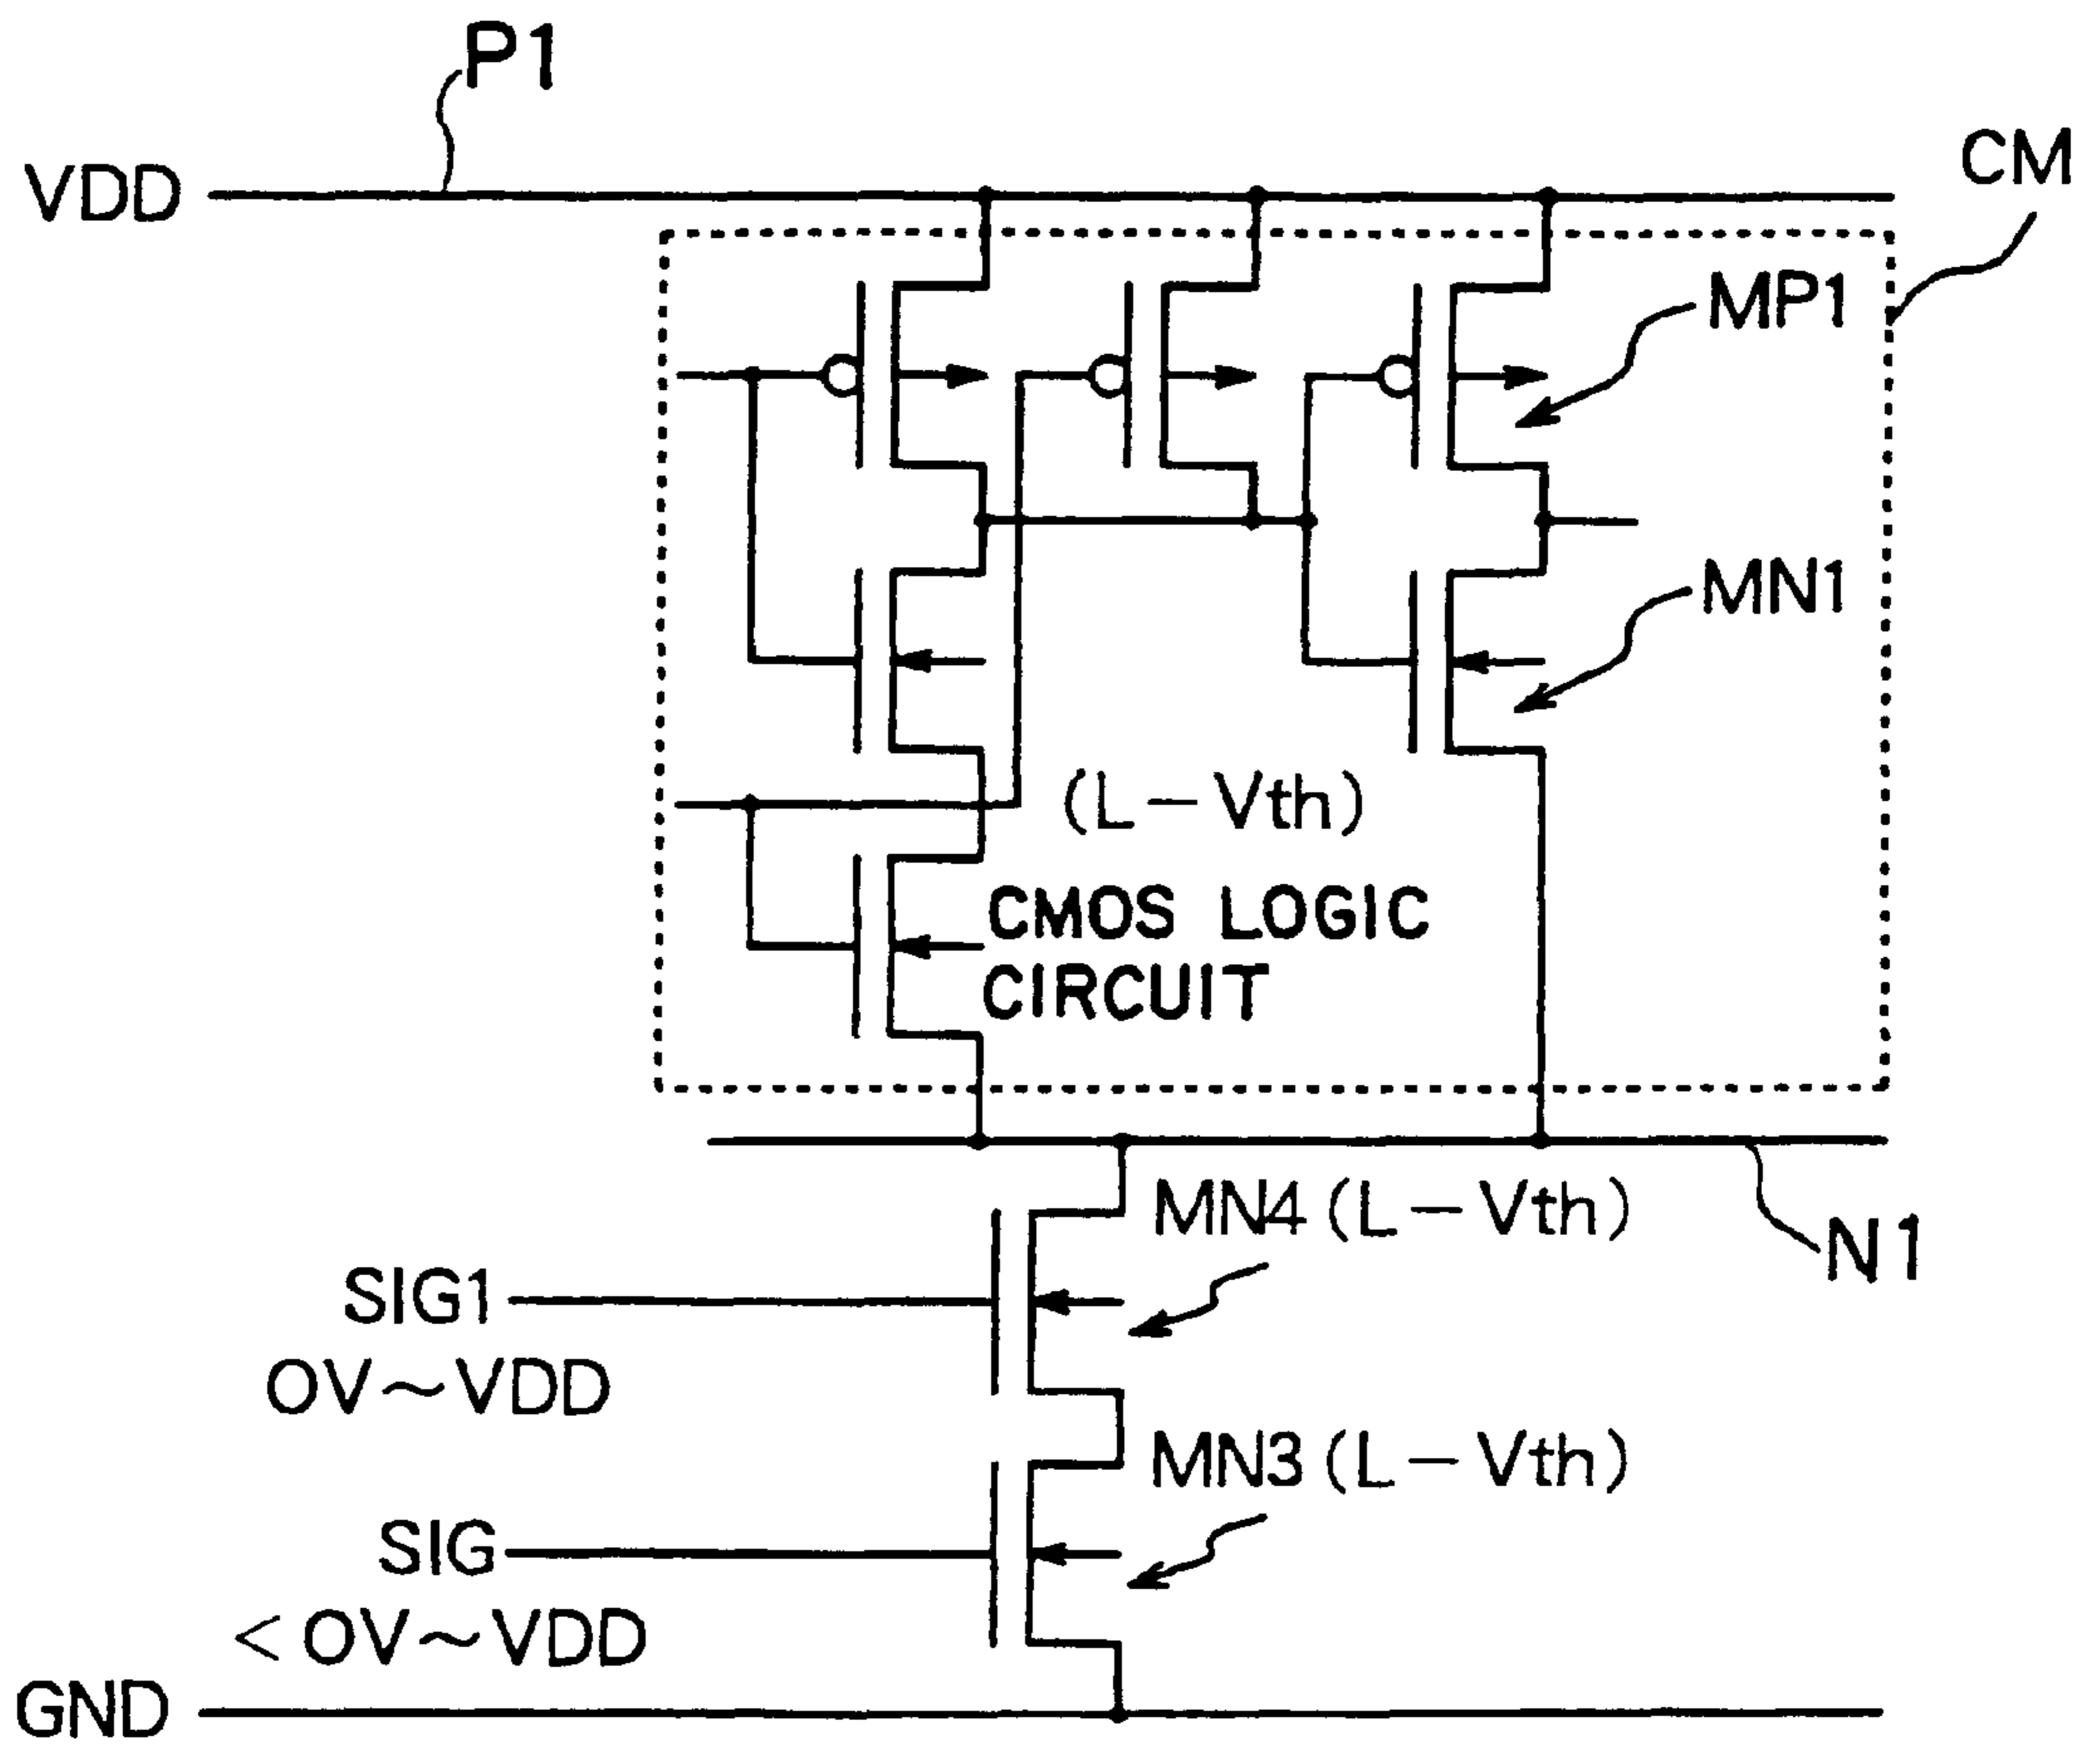 P1
VDD
CM
MP1
MN1
(L-Vth)
CMOS LOGIC
CIRCUIT
MN4 (L-Vth)
N1
SIG1
0V~VDD
MN3 (L-Vth)
SIG
<0V~VDD
GND